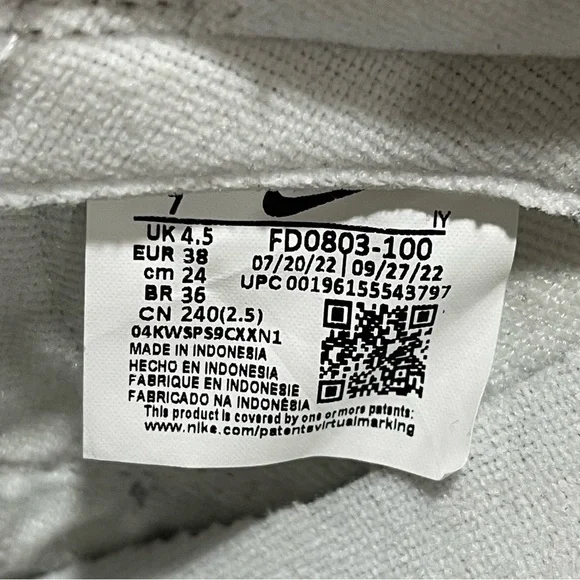 7
IY
UK 4.5 FD0803-100
EUR 38 07/20/22 | 09/27/22
cm 24 UPC 00196155543797
BR 36
CN 240(2.5)
04KWSPS9CXXN1
MADE IN INDONESIA
HECHO EN INDONESIA
FABRIQUE EN INDONESIE
FABRICADO NA INDONÉSIA
This product is covered by one or more patents:
www.nike.com/patentsvirtualmarking